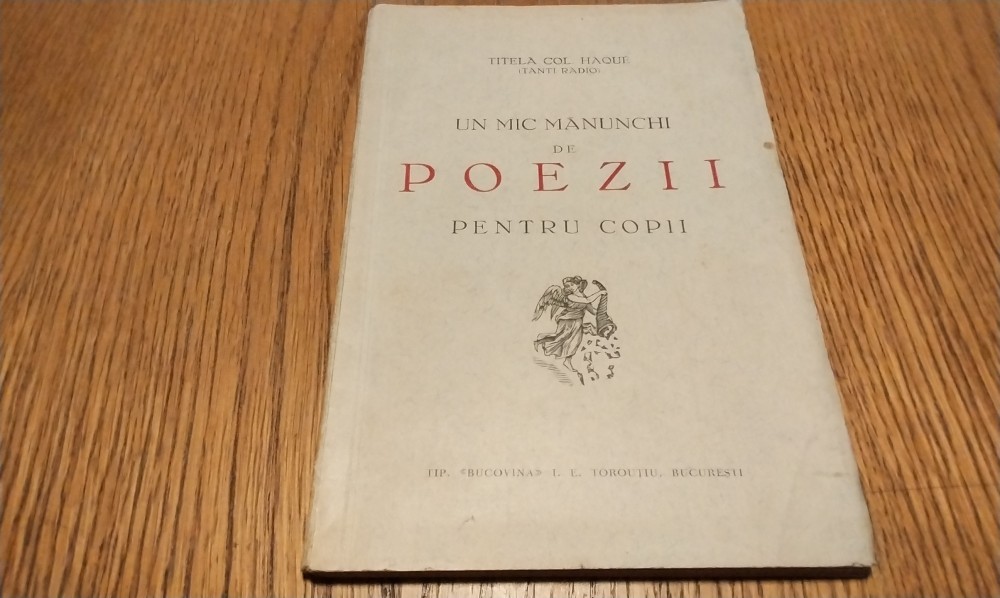 TITELA COL. HAQUÉ
(TANTI RADIO)
UN MIC MĂNUNCHI
DE
POEZII
PENTRU COPII
TIP. «BUCOVINA» I. E. TOROUȚIU, BUCUREȘTI